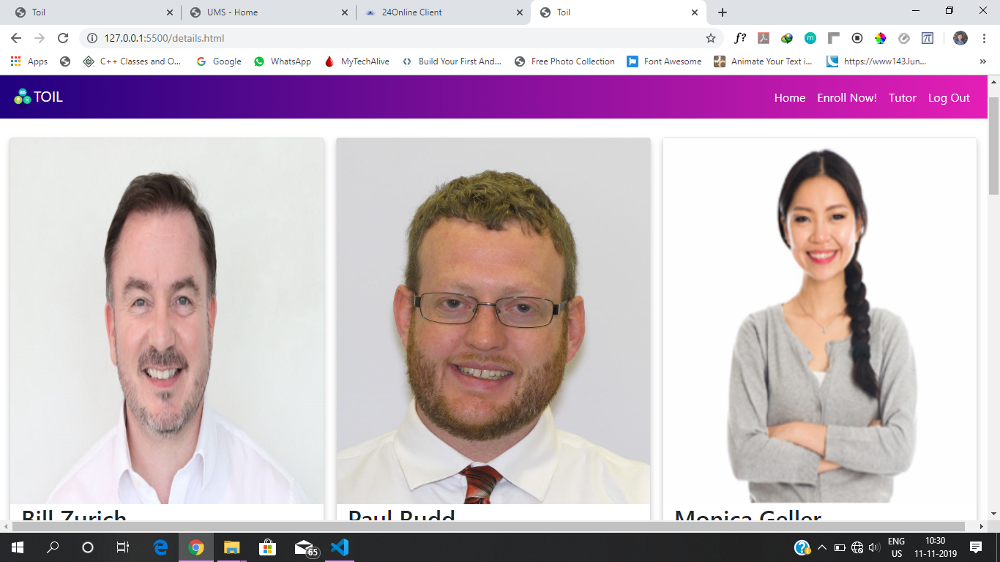 Toil
UMS - Home
24Online Client
Toil
127.0.0.1:5500/details.html
f?
m
Apps
C++ Classes and O...
Google
WhatsApp
MyTechAlive
Build Your First And...
Free Photo Collection
Font Awesome
Animate Your Text i...
https://www143.lun...
»
TOIL
Home
Enroll Now!
Tutor
Log Out
Bill Zurich
Paul Rudd
Monica Geller
65
ENG
US
10:30
11-11-2019